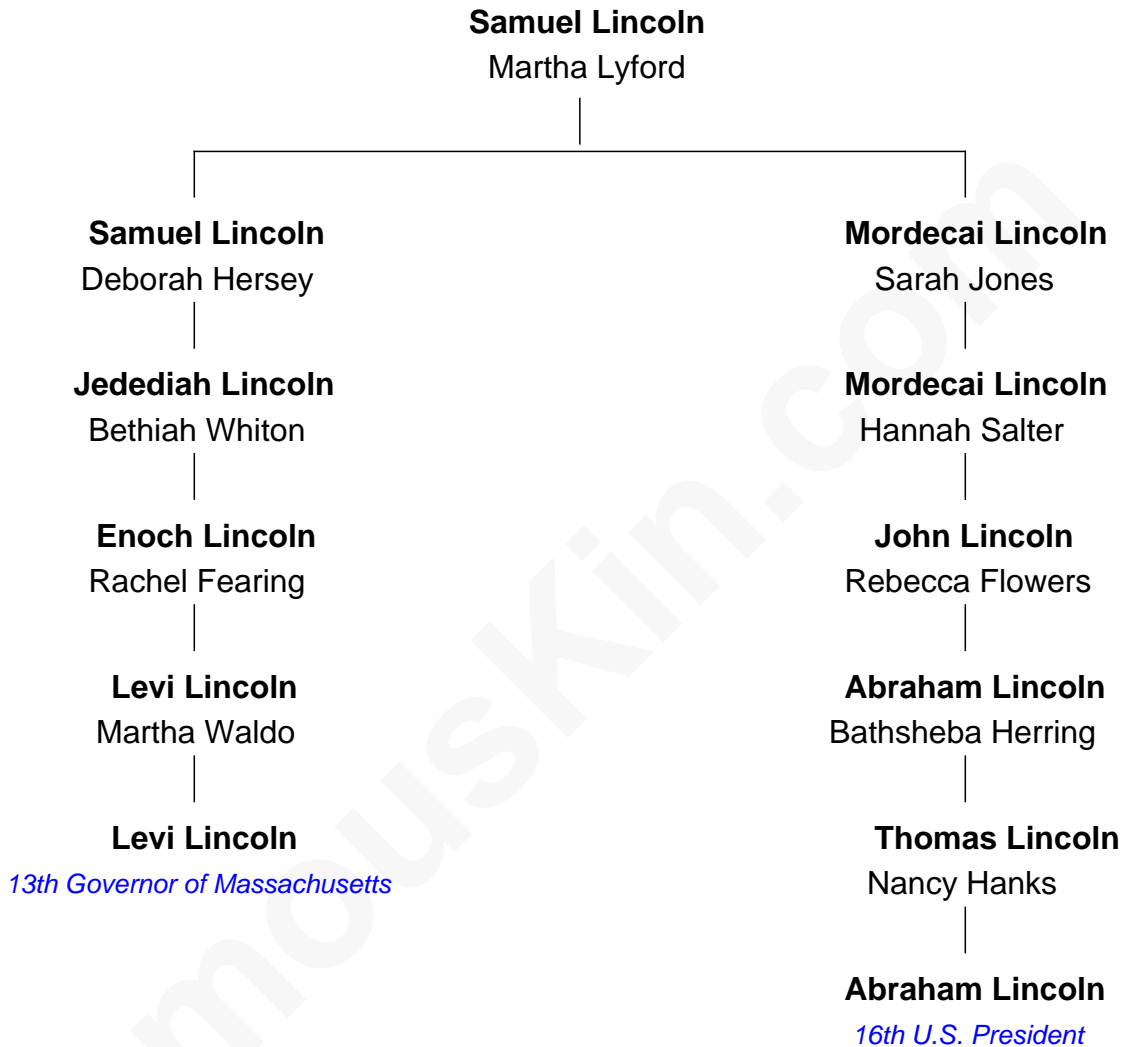 Samuel Lincoln
Martha Lyford
Samuel Lincoln
Deborah Hersey
Mordecai Lincoln
Sarah Jones
Jedediah Lincoln
Bethiah Whiton
Mordecai Lincoln
Hannah Salter
Enoch Lincoln
Rachel Fearing
John Lincoln
Rebecca Flowers
Levi Lincoln
Martha Waldo
Abraham Lincoln
Bathsheba Herring
Levi Lincoln
13th Governor of Massachusetts
Thomas Lincoln
Nancy Hanks
Abraham Lincoln
16th U.S. President
mousKin.com